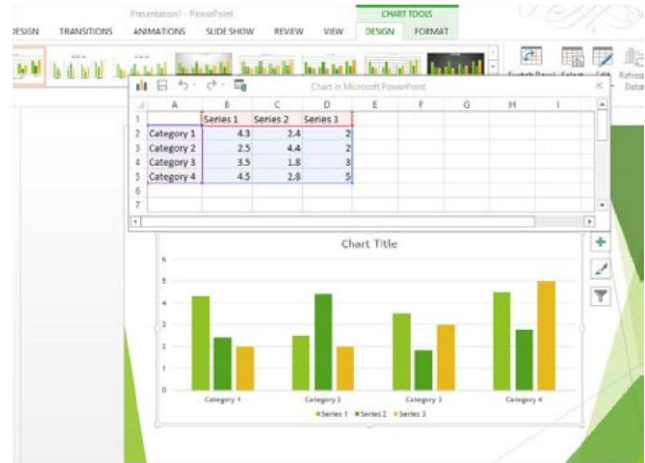 Presentation1 - PowerPoint CHART TOOLS
DESIGN TRANSITIONS ANIMATIONS SLIDE SHOW REVIEW VIEW DESIGN FORMAT
Select Edit
Data
Chart in Microsoft PowerPoint
A B C D E F G H I
1 Series 1 Series 2 Series 3
2 Category 1 4.3 2.4 2
3 Category 2 2.5 4.4 2
4 Category 3 3.5 1.8 3
5 Category 4 4.5 2.8 5
6
7
Chart Title
6
5
4
3
2
1
0
Category 1 Category 2 Category 3 Category 4
Series 1 Series 2 Series 3